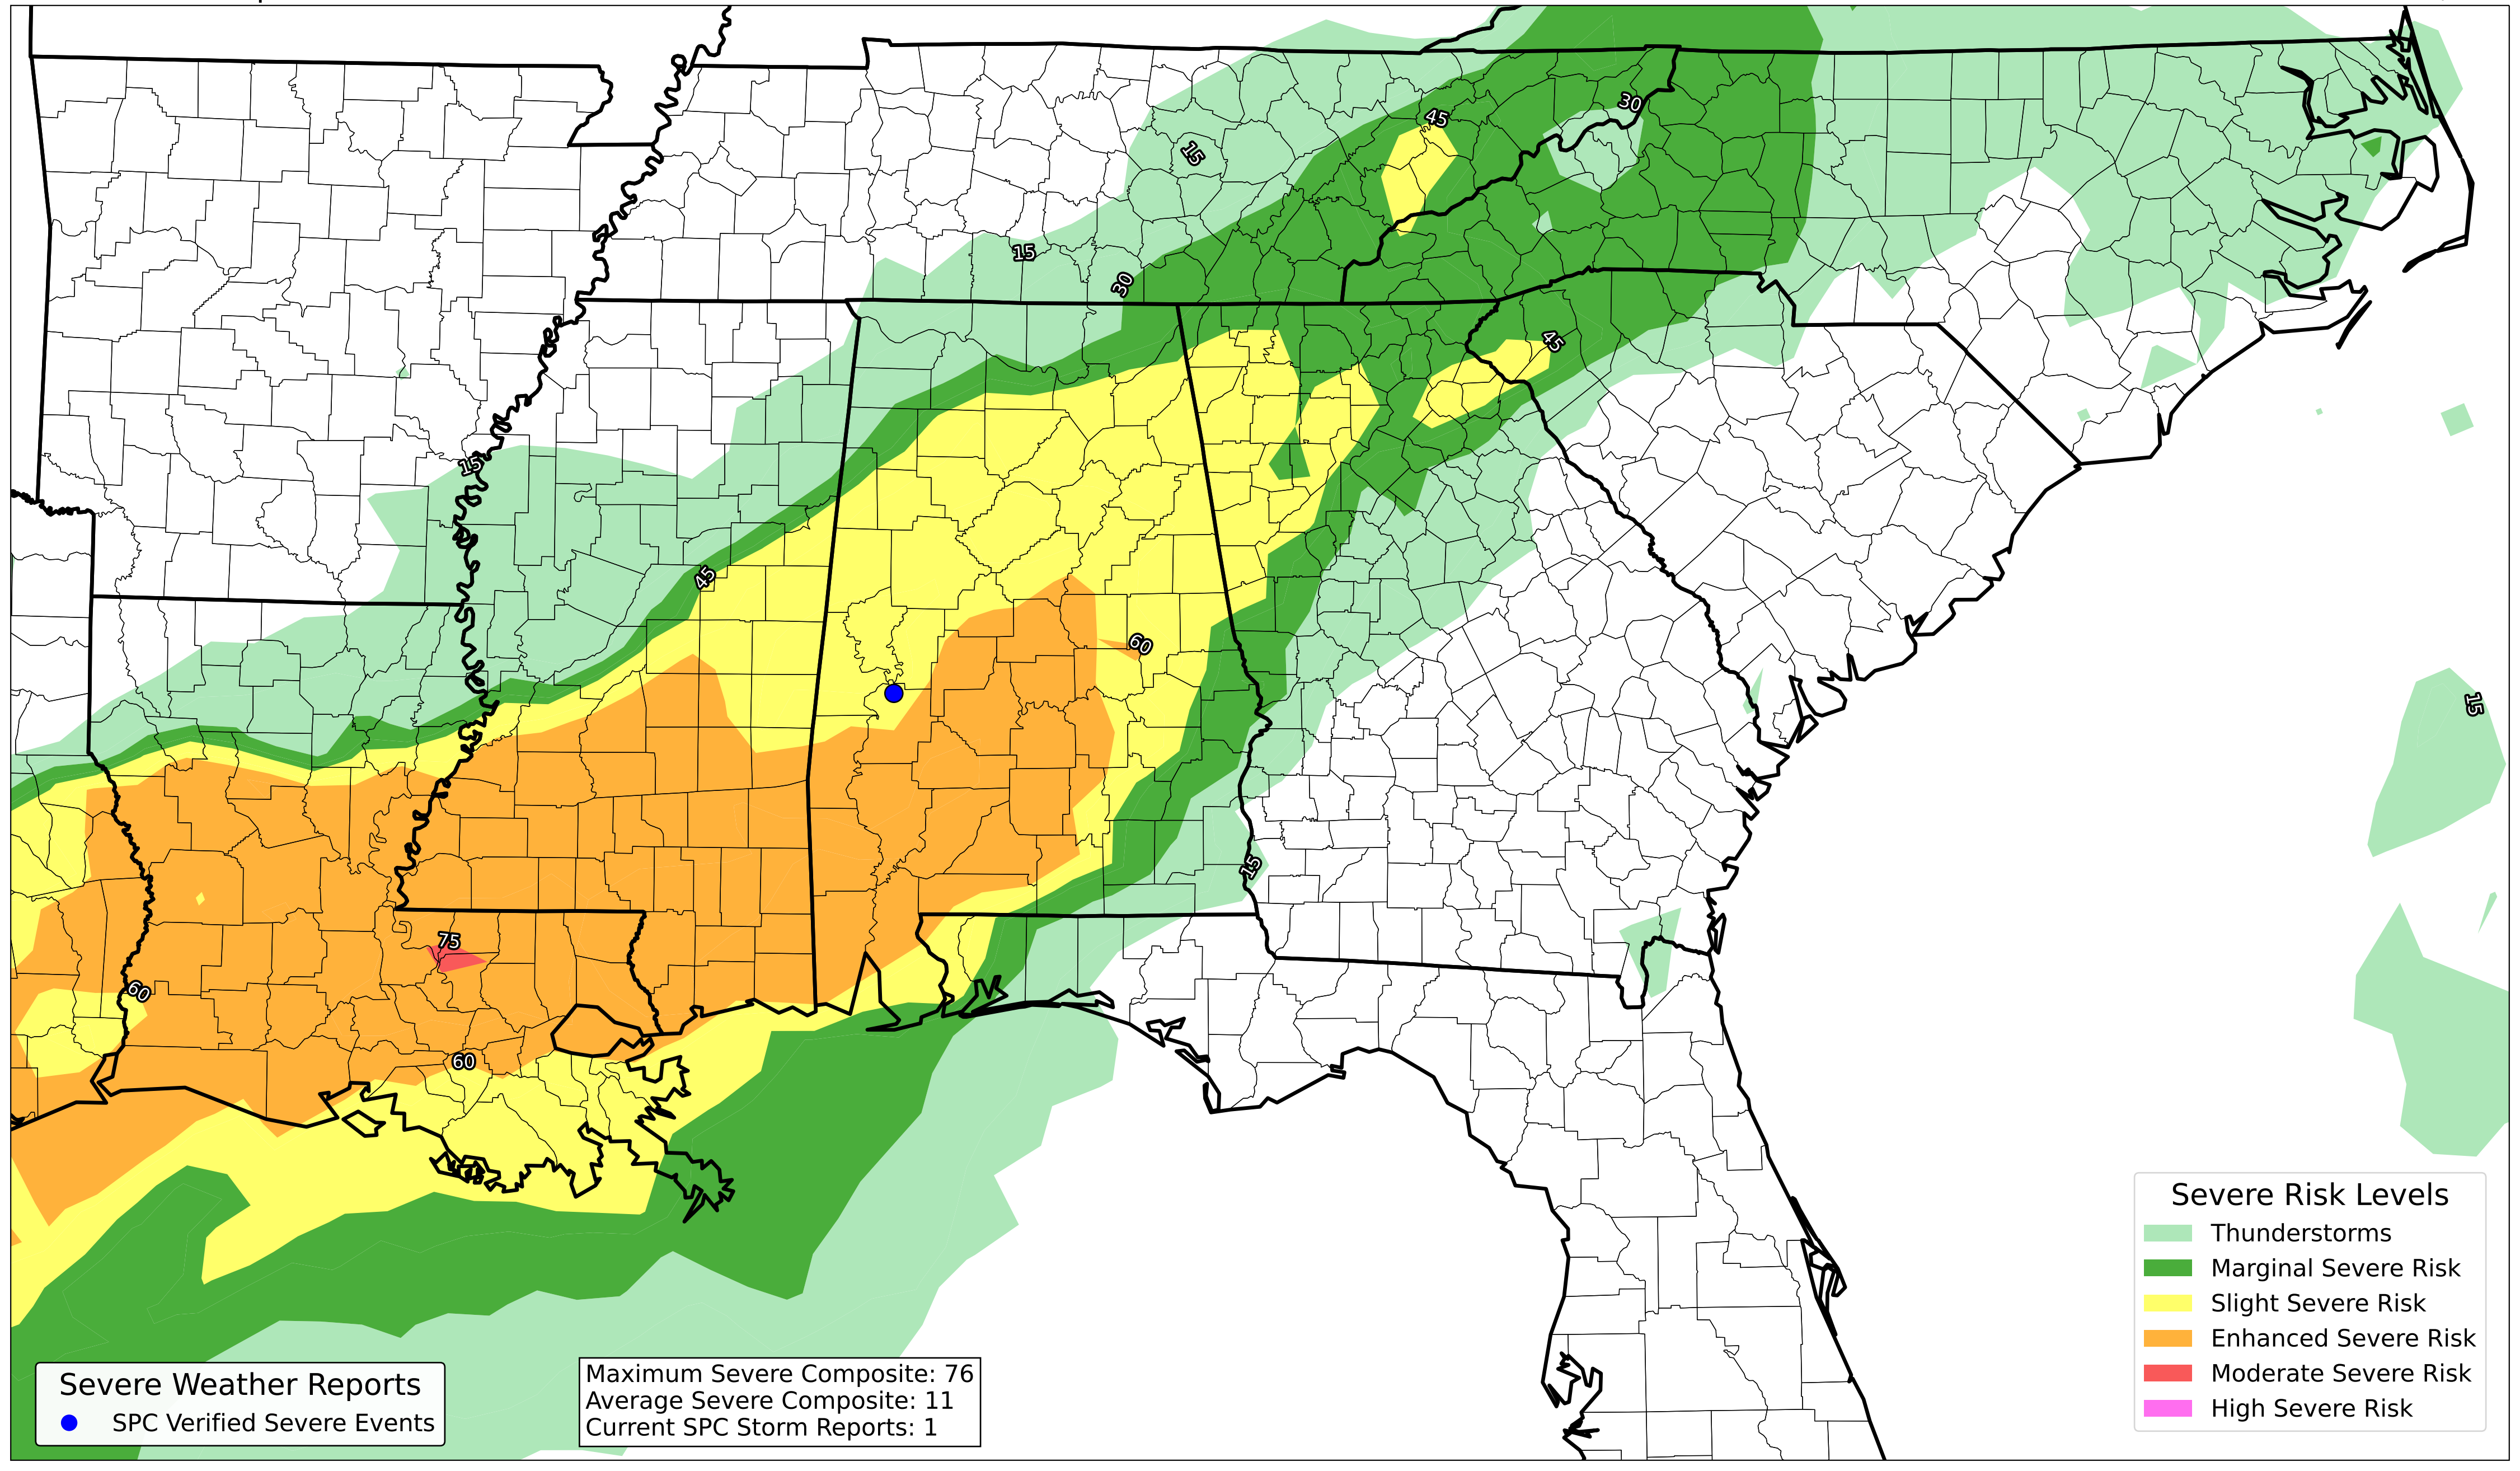 45
30
15
15
30
45
15
45
60
15
15
75
60
60
Severe Risk Levels
Thunderstorms
Marginal Severe Risk
Slight Severe Risk
Enhanced Severe Risk
Moderate Severe Risk
High Severe Risk
Severe Weather Reports
SPC Verified Severe Events
Maximum Severe Composite: 76
Average Severe Composite: 11
Current SPC Storm Reports: 1